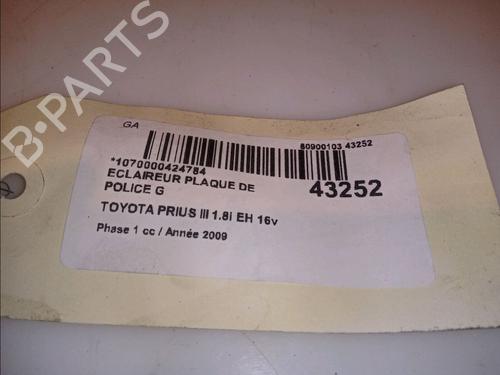 B-PARTS
GA
80900103 43252
*1070000424784
ECLAIREUR PLAQUE DE
POLICE G
43252
TOYOTA PRIUS III 1.8i EH 16v
Phase 1 cc / Année 2009